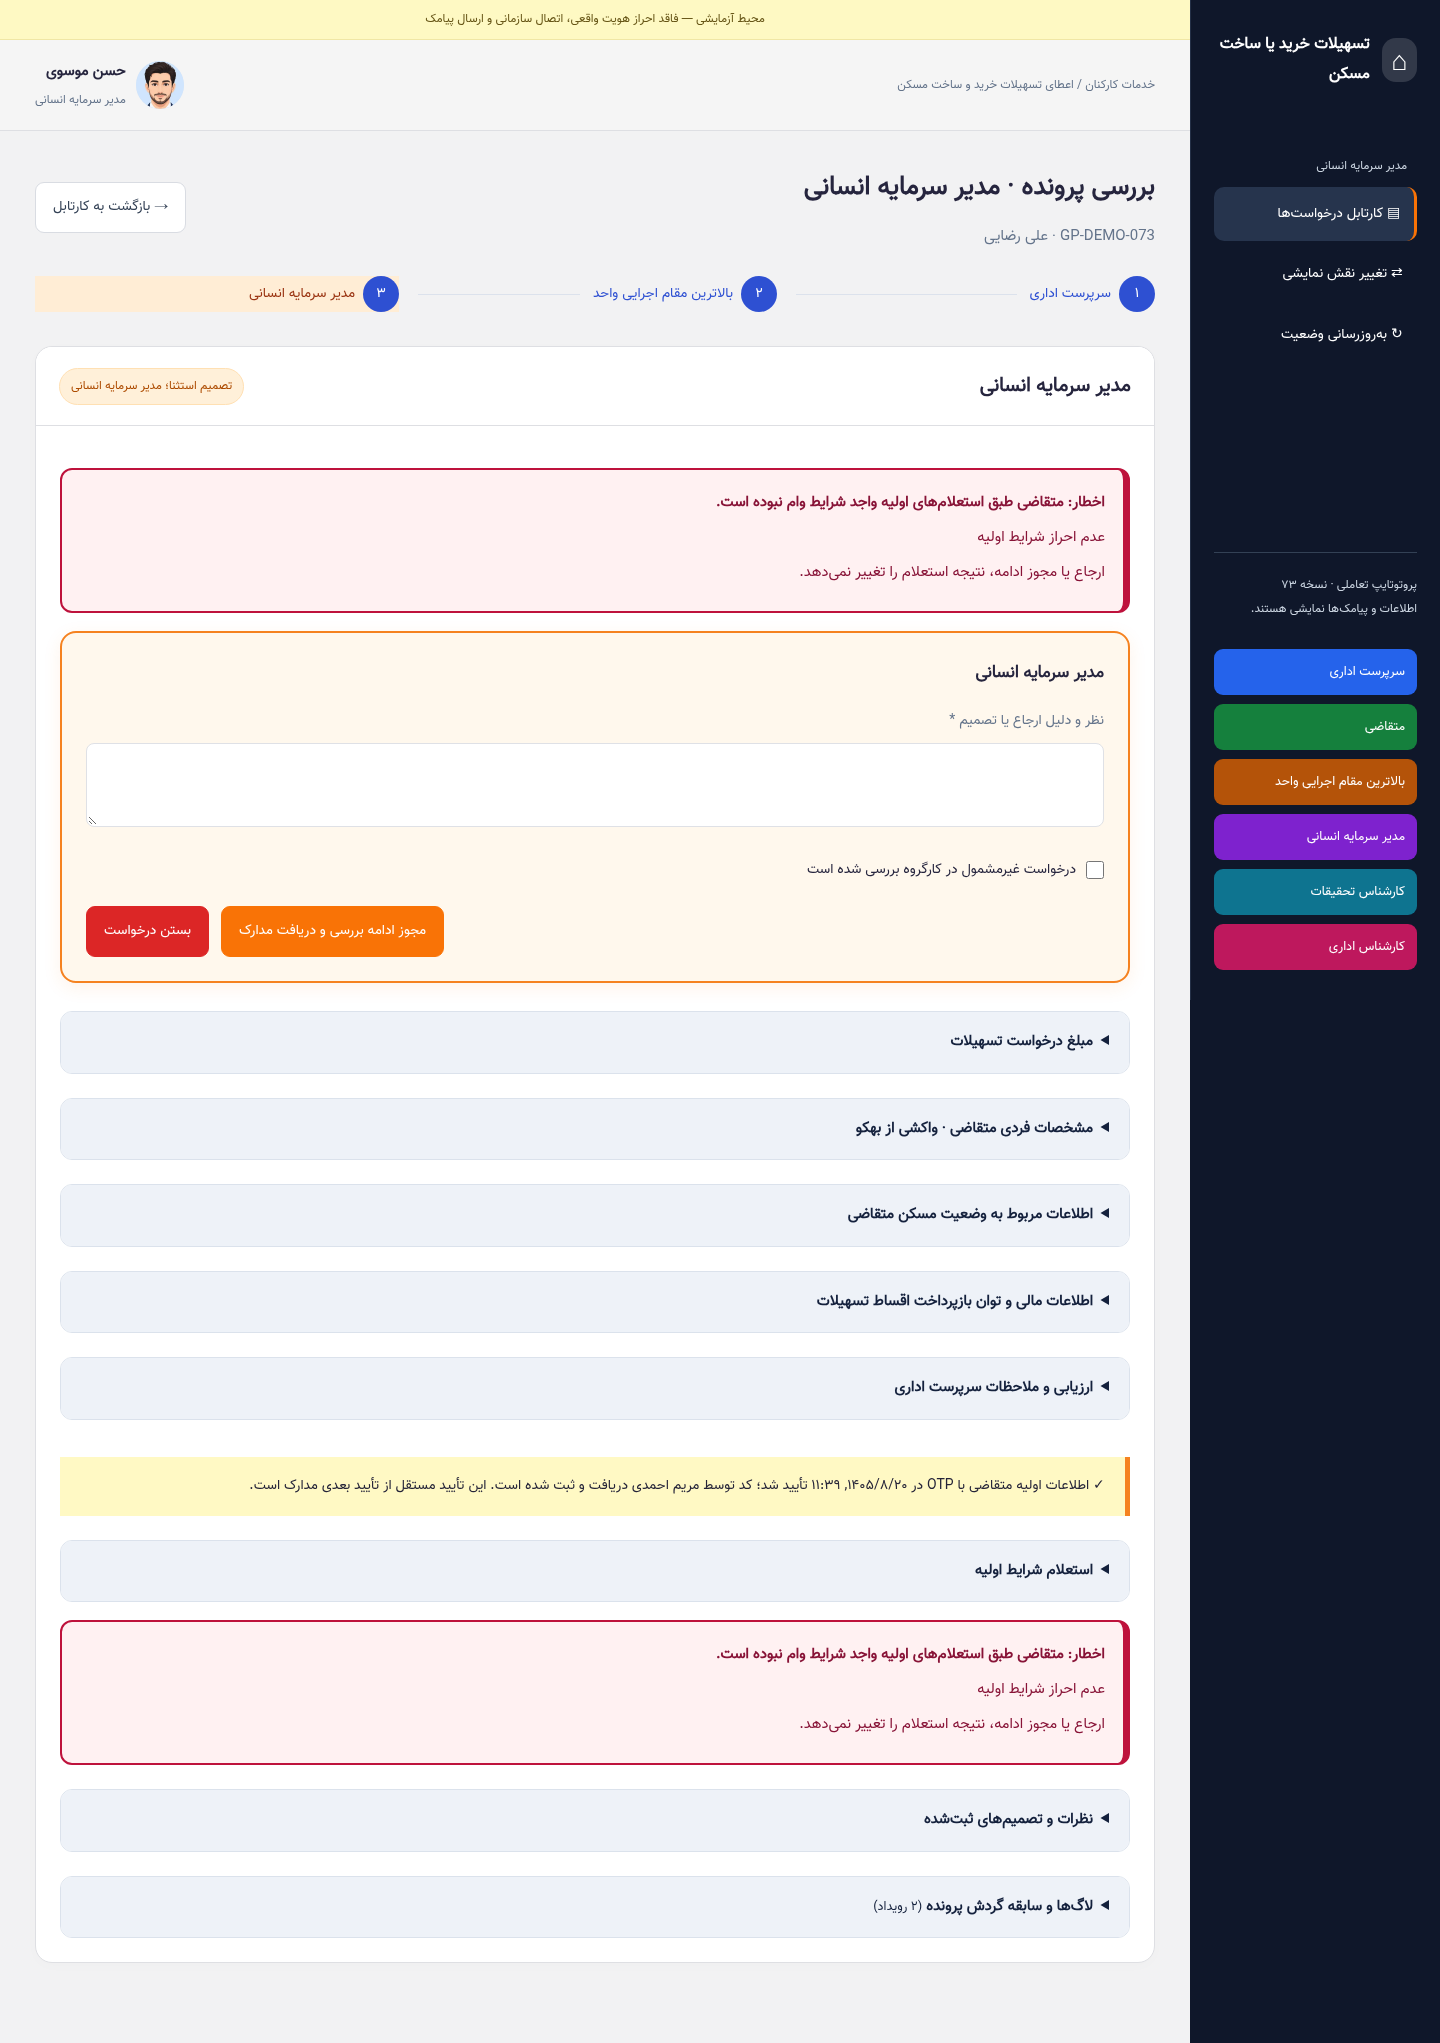 محیط آزمایشی — فاقد احراز هویت واقعی، اتصال سازمانی و ارسال پیامک
تسهیلات خرید یا ساخت
مسکن
مدیر سرمایه انسانی
▤ کارتابل درخواست‌ها
⇄ تغییر نقش نمایشی
↻ به‌روزرسانی وضعیت
پروتوتایپ تعاملی · نسخه ۷۳
اطلاعات و پیامک‌ها نمایشی هستند.
سرپرست اداری
متقاضی
بالاترین مقام اجرایی واحد
مدیر سرمایه انسانی
کارشناس تحقیقات
کارشناس اداری
خدمات کارکنان / اعطای تسهیلات خرید و ساخت مسکن
حسن موسوی
مدیر سرمایه انسانی
بررسی پرونده · مدیر سرمایه انسانی
GP-DEMO-073 · علی رضایی
→ بازگشت به کارتابل
۱ سرپرست اداری
۲ بالاترین مقام اجرایی واحد
۳ مدیر سرمایه انسانی
مدیر سرمایه انسانی
تصمیم استثنا؛ مدیر سرمایه انسانی
اخطار: متقاضی طبق استعلام‌های اولیه واجد شرایط وام نبوده است.
عدم احراز شرایط اولیه
ارجاع یا مجوز ادامه، نتیجه استعلام را تغییر نمی‌دهد.
مدیر سرمایه انسانی
نظر و دلیل ارجاع یا تصمیم *
درخواست غیرمشمول در کارگروه بررسی شده است
مجوز ادامه بررسی و دریافت مدارک
بستن درخواست
مبلغ درخواست تسهیلات
مشخصات فردی متقاضی · واکشی از بهکو
اطلاعات مربوط به وضعیت مسکن متقاضی
اطلاعات مالی و توان بازپرداخت اقساط تسهیلات
ارزیابی و ملاحظات سرپرست اداری
✓ اطلاعات اولیه متقاضی با OTP در ۱۴۰۵/۸/۲۰, ۱۱:۳۹ تأیید شد؛ کد توسط مریم احمدی دریافت و ثبت شده است. این تأیید مستقل از تأیید بعدی مدارک است.
استعلام شرایط اولیه
اخطار: متقاضی طبق استعلام‌های اولیه واجد شرایط وام نبوده است.
عدم احراز شرایط اولیه
ارجاع یا مجوز ادامه، نتیجه استعلام را تغییر نمی‌دهد.
نظرات و تصمیم‌های ثبت‌شده
لاگ‌ها و سابقه گردش پرونده (۲ رویداد)